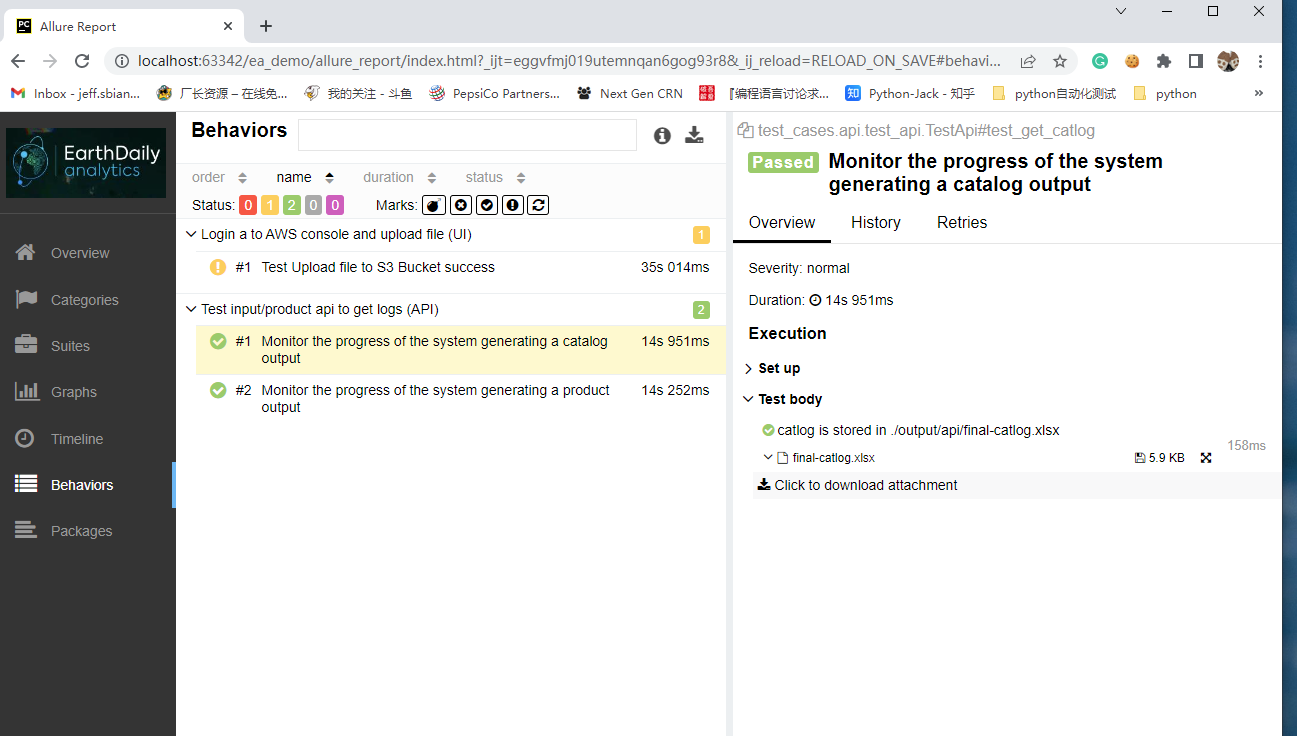 Allure Report
localhost:63342/ea_demo/allure_report/index.html?_ijt=eggvfmj019utemnqan6gog93r8&_ij_reload=RELOAD_ON_SAVE#behavi...
Inbox - jeff.sbian... 厂长资源 – 在线免... 我的关注 - 斗鱼 PepsiCo Partners... Next Gen CRN 『编程语言讨论求... 知 Python-Jack - 知乎 python自动化测试 python »
EarthDaily
analytics
Overview
Categories
Suites
Graphs
Timeline
Behaviors
Packages
Behaviors
order name duration status
Status: 0 1 2 0 0 Marks:
Login a to AWS console and upload file (UI) 1
#1 Test Upload file to S3 Bucket success 35s 014ms
Test input/product api to get logs (API) 2
#1 Monitor the progress of the system generating a catalog 14s 951ms
output
#2 Monitor the progress of the system generating a product 14s 252ms
output
test_cases.api.test_api.TestApi#test_get_catlog
Passed Monitor the progress of the system
generating a catalog output
Overview History Retries
Severity: normal
Duration: 14s 951ms
Execution
Set up
Test body
catlog is stored in ./output/api/final-catlog.xlsx
158ms
final-catlog.xlsx 5.9 KB
Click to download attachment